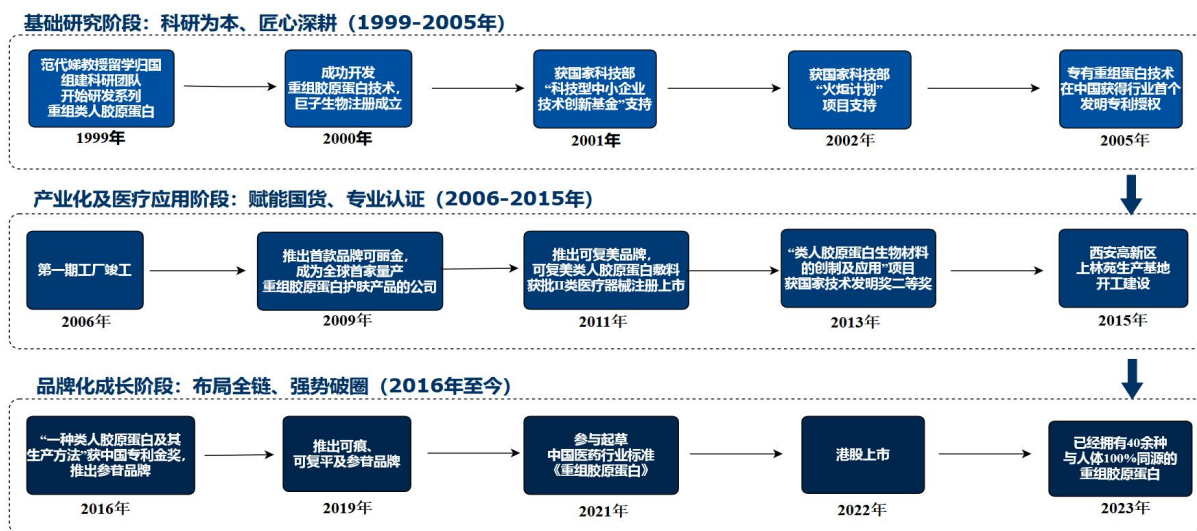 基础研究阶段：科研为本、匠心深耕（1999-2005年）
范代娣教授留学归国
组建科研团队
开始研发系列
重组类人胶原蛋白
1999年
成功开发
重组胶原蛋白技术，
巨子生物注册成立
2000年
获国家科技部
“科技型中小企业
技术创新基金”支持
2001年
获国家科技部
“火炬计划”
项目支持
2002年
专有重组蛋白技术
在中国获得行业首个
发明专利授权
2005年
产业化及医疗应用阶段：赋能国货、专业认证（2006-2015年）
第一期工厂竣工
2006年
推出首款品牌可丽金，
成为全球首家量产
重组胶原蛋白护肤产品的公司
2009年
推出可复美品牌，
可复美类人胶原蛋白敷料
获批II类医疗器械注册上市
2011年
“类人胶原蛋白生物材料
的创制及应用”项目
获国家技术发明奖二等奖
2013年
西安高新区
上林苑生产基地
开工建设
2015年
品牌化成长阶段：布局全链、强势破圈（2016年至今）
“一种类人胶原蛋白及其
生产方法”获中国专利金奖，
推出参苷品牌
2016年
推出可痕、
可复平及参苷品牌
2019年
参与起草
中国医药行业标准
《重组胶原蛋白》
2021年
港股上市
2022年
已经拥有40余种
与人体100%同源的
重组胶原蛋白
2023年